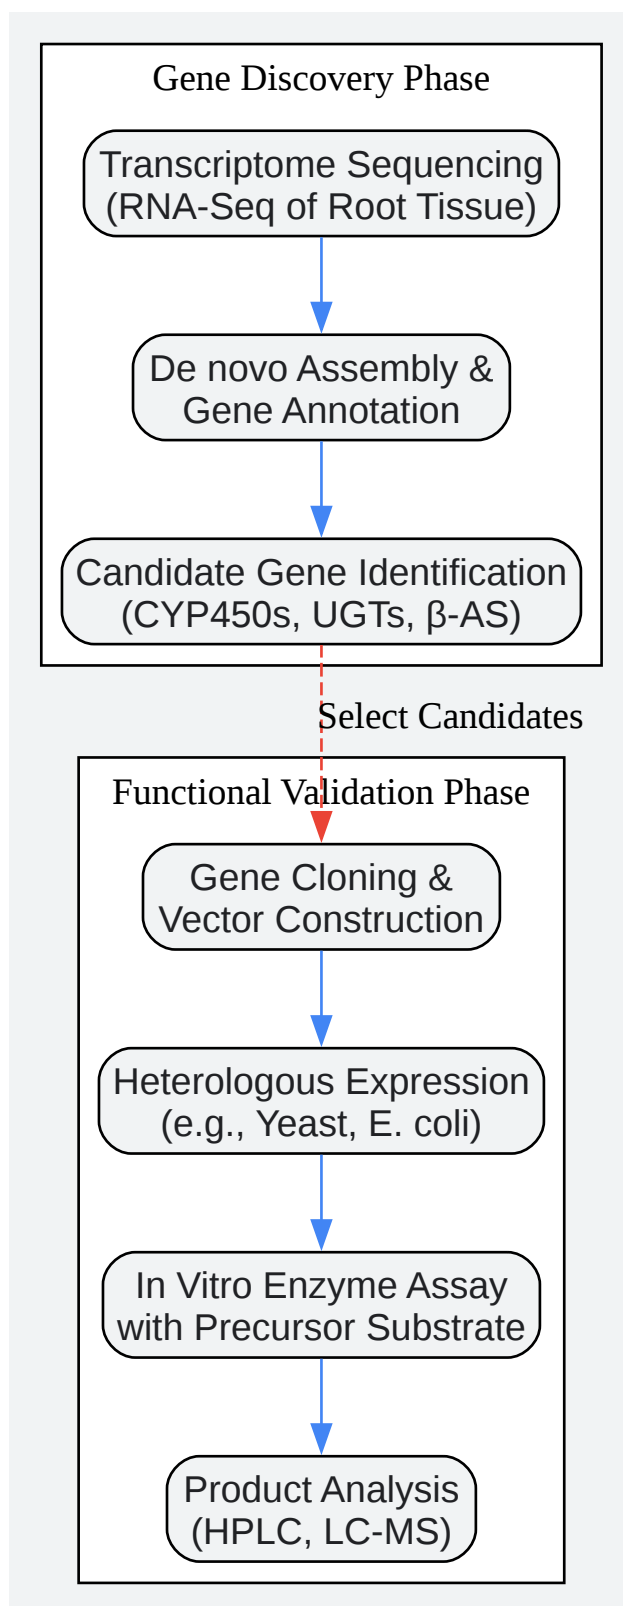 Gene Discovery Phase
Transcriptome Sequencing
(RNA-Seq of Root Tissue)
De novo Assembly &
Gene Annotation
Candidate Gene Identification
(CYP450s, UGTs, β-AS)
Select Candidates
Functional Validation Phase
Gene Cloning &
Vector Construction
Heterologous Expression
(e.g., Yeast, E. coli)
In Vitro Enzyme Assay
with Precursor Substrate
Product Analysis
(HPLC, LC-MS)